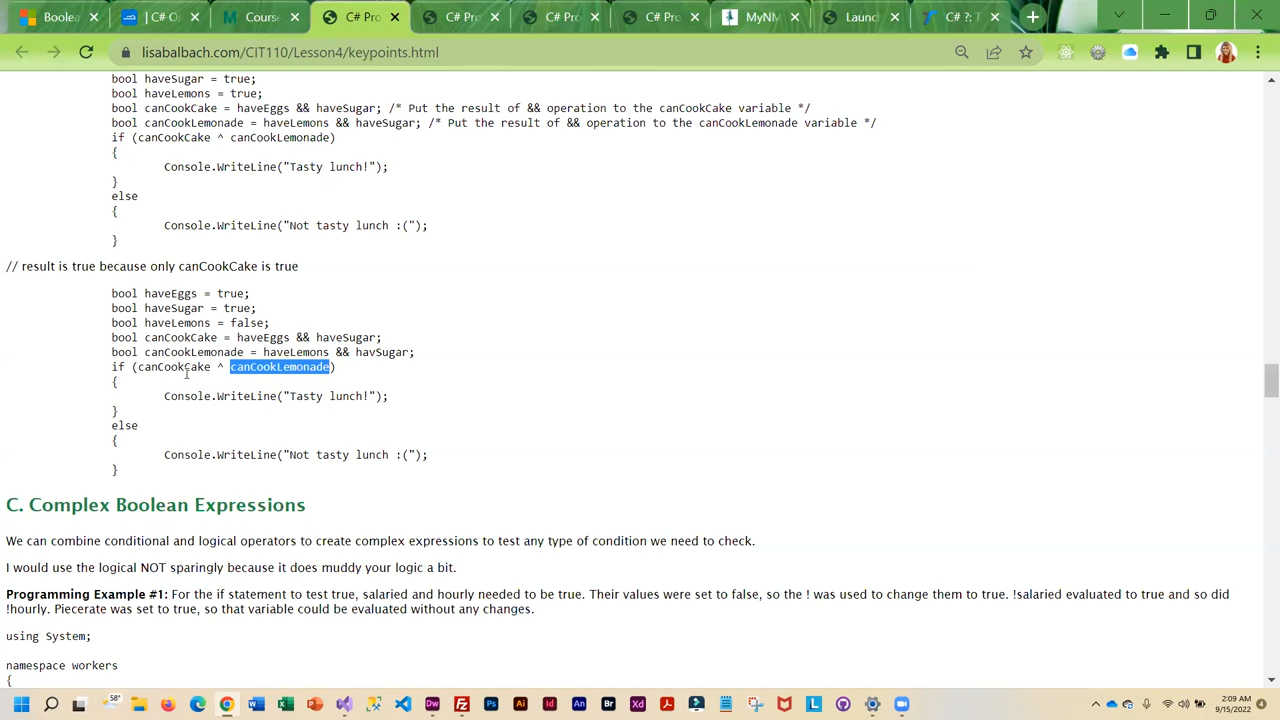 Boolea
| C# O
Course
C# Pro
C# Pro
C# Pro
C# Pro
MyNM
Launc
C# ?: T
lisabalbach.com/CIT110/Lesson4/keypoints.html
bool haveSugar = true;
bool haveLemons = true;
bool canCookCake = haveEggs && haveSugar; /* Put the result of && operation to the canCookCake variable */
bool canCookLemonade = haveLemons && haveSugar; /* Put the result of && operation to the canCookLemonade variable */
if (canCookCake ^ canCookLemonade)
{
Console.WriteLine("Tasty lunch!");
}
else
{
Console.WriteLine("Not tasty lunch :(");
}
// result is true because only canCookCake is true
bool haveEggs = true;
bool haveSugar = true;
bool haveLemons = false;
bool canCookCake = haveEggs && haveSugar;
bool canCookLemonade = haveLemons && havSugar;
if (canCookCake ^ canCookLemonade)
{
Console.WriteLine("Tasty lunch!");
}
else
{
Console.WriteLine("Not tasty lunch :(");
}
C. Complex Boolean Expressions
We can combine conditional and logical operators to create complex expressions to test any type of condition we need to check.
I would use the logical NOT sparingly because it does muddy your logic a bit.
Programming Example #1: For the if statement to test true, salaried and hourly needed to be true. Their values were set to false, so the ! was used to change them to true. !salaried evaluated to true and so did
!hourly. Piecerate was set to true, so that variable could be evaluated without any changes.
using System;
namespace workers
{
58°
2:09 AM
9/15/2022